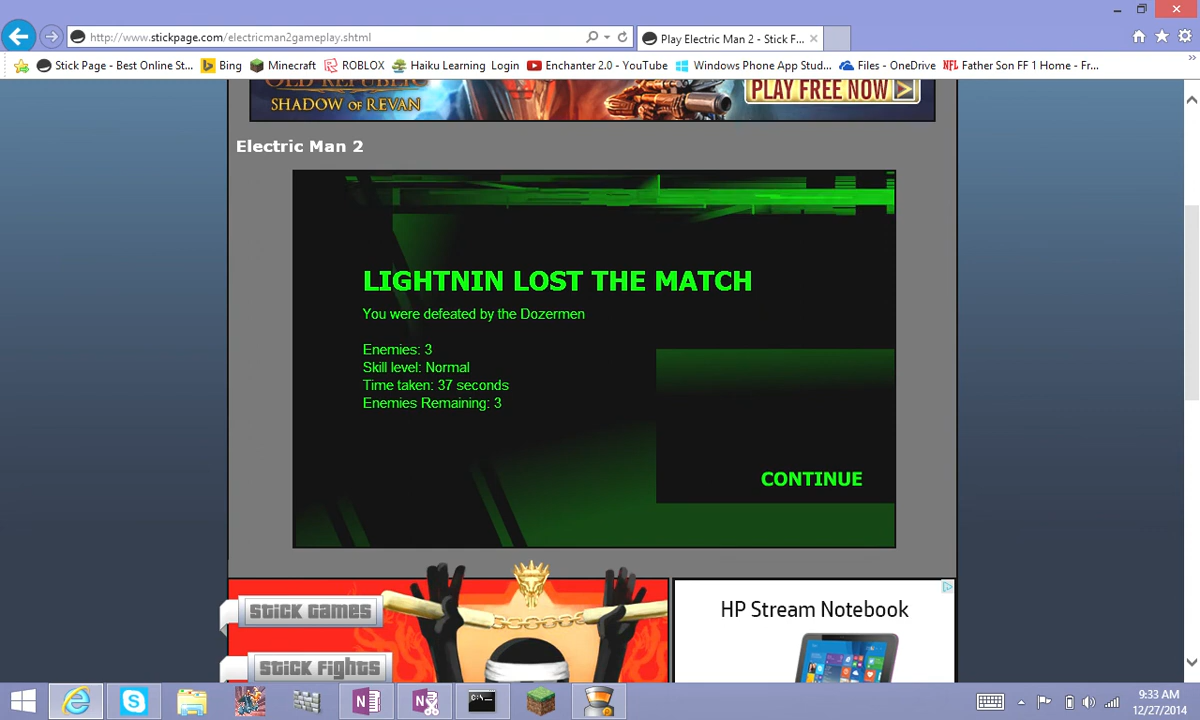 http://www.stickpage.com/electricman2gameplay.shtml
Play Electric Man 2 - Stick F...
Stick Page - Best Online St...
Bing
Minecraft
ROBLOX
Haiku Learning Login
Enchanter 2.0 - YouTube
Windows Phone App Stud...
Files - OneDrive
NFL Father Son FF 1 Home - Fr...
OLD REPUBLIC
SHADOW OF REVAN
PLAY FREE NOW
Electric Man 2
LIGHTNIN LOST THE MATCH
You were defeated by the Dozermen
Enemies: 3
Skill level: Normal
Time taken: 37 seconds
Enemies Remaining: 3
CONTINUE
STICK GAMES
STICK FIGHTS
HP Stream Notebook
9:33 AM
12/27/2014